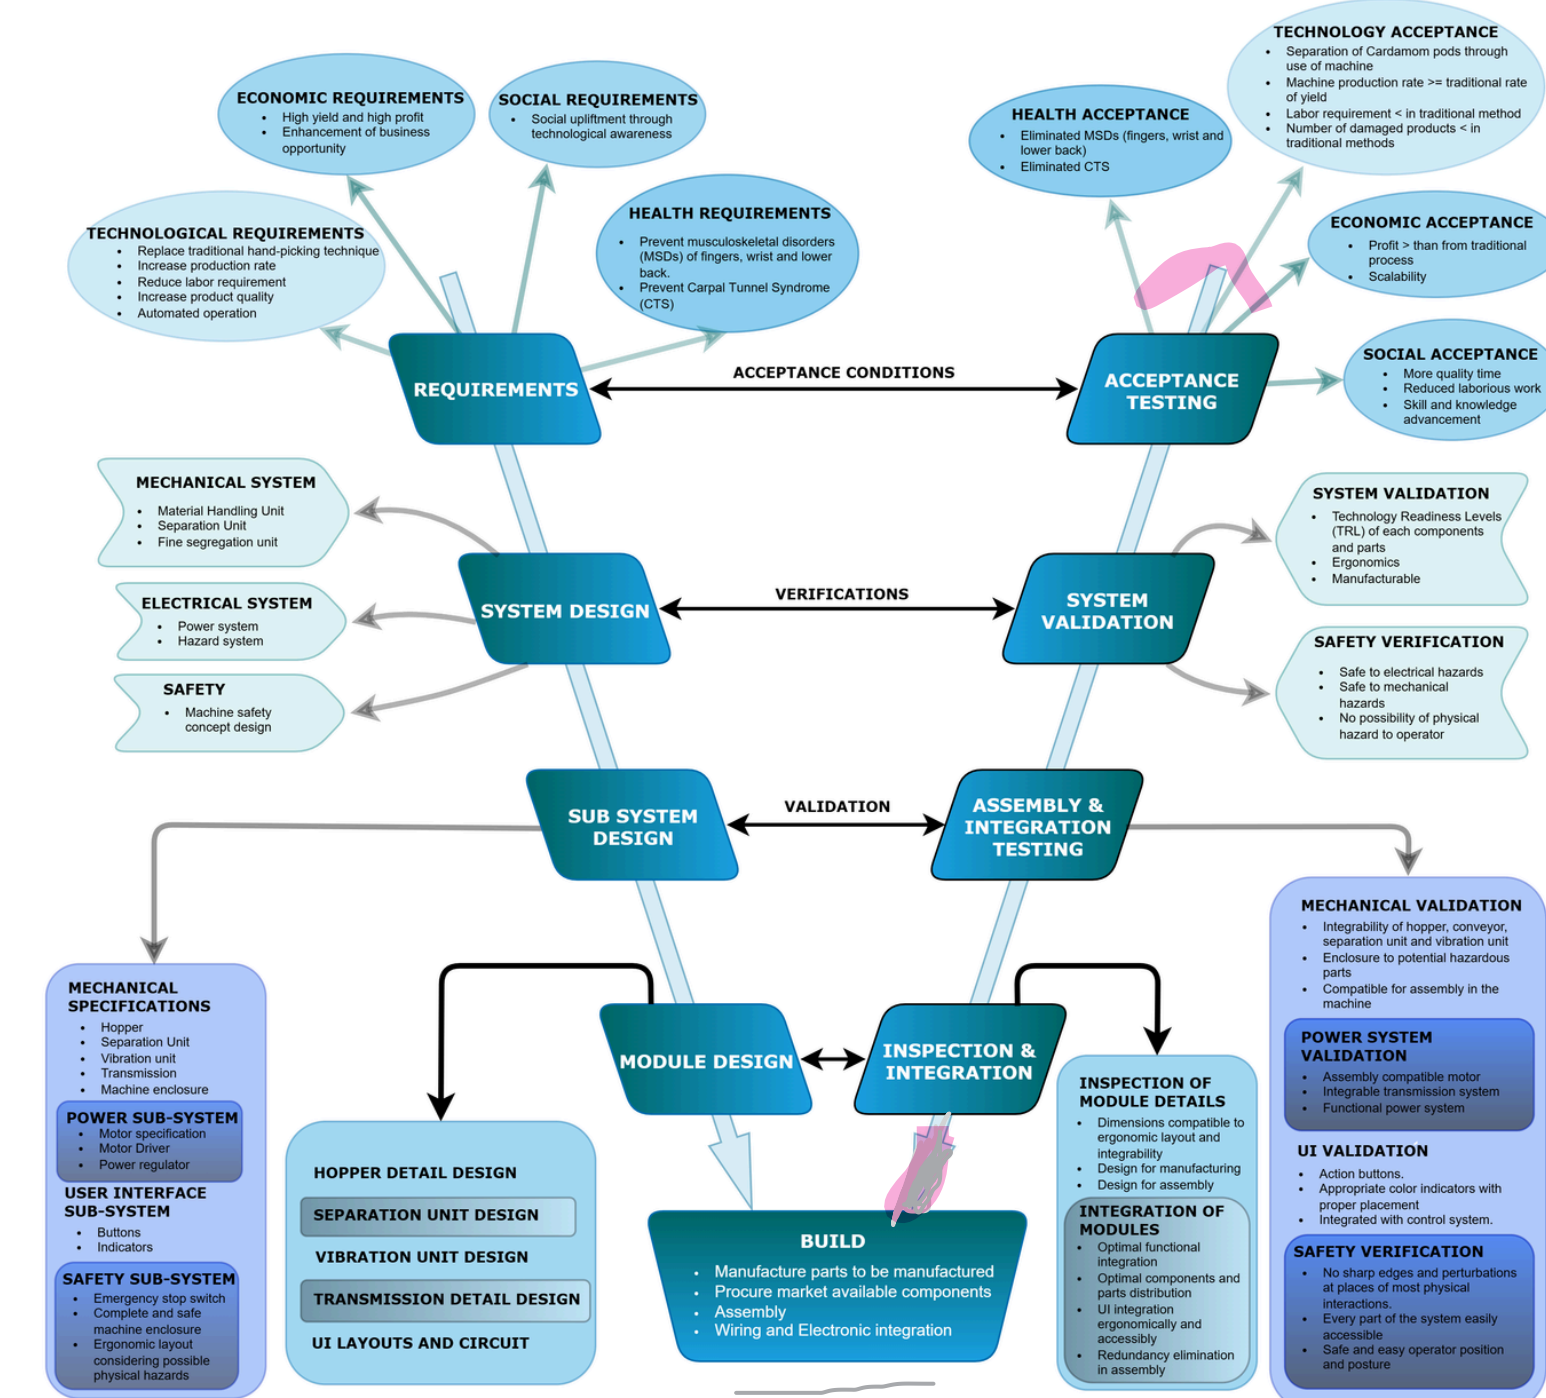 ECONOMIC REQUIREMENTS
• High yield and high profit
• Enhancement of business
opportunity
SOCIAL REQUIREMENTS
• Social upliftment through
technological awareness
TECHNOLOGICAL REQUIREMENTS
• Replace traditional hand-picking technique
• Increase production rate
• Reduce labor requirement
• Increase product quality
• Automated operation
HEALTH REQUIREMENTS
• Prevent musculoskeletal disorders
(MSDs) of fingers, wrist and lower
back.
• Prevent Carpal Tunnel Syndrome
(CTS)
HEALTH ACCEPTANCE
• Eliminated MSDs (fingers, wrist and
lower back)
• Eliminated CTS
TECHNOLOGY ACCEPTANCE
• Separation of Cardamom pods through
use of machine
• Machine production rate >= traditional rate
of yield
• Labor requirement < in traditional method
• Number of damaged products < in
traditional methods
ECONOMIC ACCEPTANCE
• Profit > than from traditional
process
• Scalability
SOCIAL ACCEPTANCE
• More quality time
• Reduced laborious work
• Skill and knowledge
advancement
REQUIREMENTS
ACCEPTANCE CONDITIONS
ACCEPTANCE
TESTING
MECHANICAL SYSTEM
• Material Handling Unit
• Separation Unit
• Fine segregation unit
ELECTRICAL SYSTEM
• Power system
• Hazard system
SAFETY
• Machine safety
concept design
SYSTEM DESIGN
VERIFICATIONS
SYSTEM
VALIDATION
SYSTEM VALIDATION
• Technology Readiness Levels
(TRL) of each components
and parts
• Ergonomics
• Manufacturable
SAFETY VERIFICATION
• Safe to electrical hazards
• Safe to mechanical
hazards
• No possibility of physical
hazard to operator
SUB SYSTEM
DESIGN
VALIDATION
ASSEMBLY &
INTEGRATION
TESTING
MECHANICAL
SPECIFICATIONS
• Hopper
• Separation Unit
• Vibration unit
• Transmission
• Machine enclosure
POWER SUB-SYSTEM
• Motor specification
• Motor Driver
• Power regulator
USER INTERFACE
SUB-SYSTEM
• Buttons
• Indicators
SAFETY SUB-SYSTEM
• Emergency stop switch
• Complete and safe
machine enclosure
• Ergonomic layout
considering possible
physical hazards
MODULE DESIGN
INSPECTION &
INTEGRATION
HOPPER DETAIL DESIGN
SEPARATION UNIT DESIGN
VIBRATION UNIT DESIGN
TRANSMISSION DETAIL DESIGN
UI LAYOUTS AND CIRCUIT
BUILD
• Manufacture parts to be manufactured
• Procure market available components
• Assembly
• Wiring and Electronic integration
INSPECTION OF
MODULE DETAILS
• Dimensions compatible to
ergonomic layout and
integrability
• Design for manufacturing
• Design for assembly
INTEGRATION OF
MODULES
• Optimal functional
integration
• Optimal components and
parts distribution
• UI integration
ergonomically and
accessibly
• Redundancy elimination
in assembly
MECHANICAL VALIDATION
• Integrability of hopper, conveyor,
separation unit and vibration unit
• Enclosure to potential hazardous
parts
• Compatible for assembly in the
machine
POWER SYSTEM
VALIDATION
• Assembly compatible motor
• Integrable transmission system
• Functional power system
UI VALIDATION
• Action buttons.
• Appropriate color indicators with
proper placement
• Integrated with control system.
SAFETY VERIFICATION
• No sharp edges and perturbations
at places of most physical
interactions.
• Every part of the system easily
accessible
• Safe and easy operator position
and posture